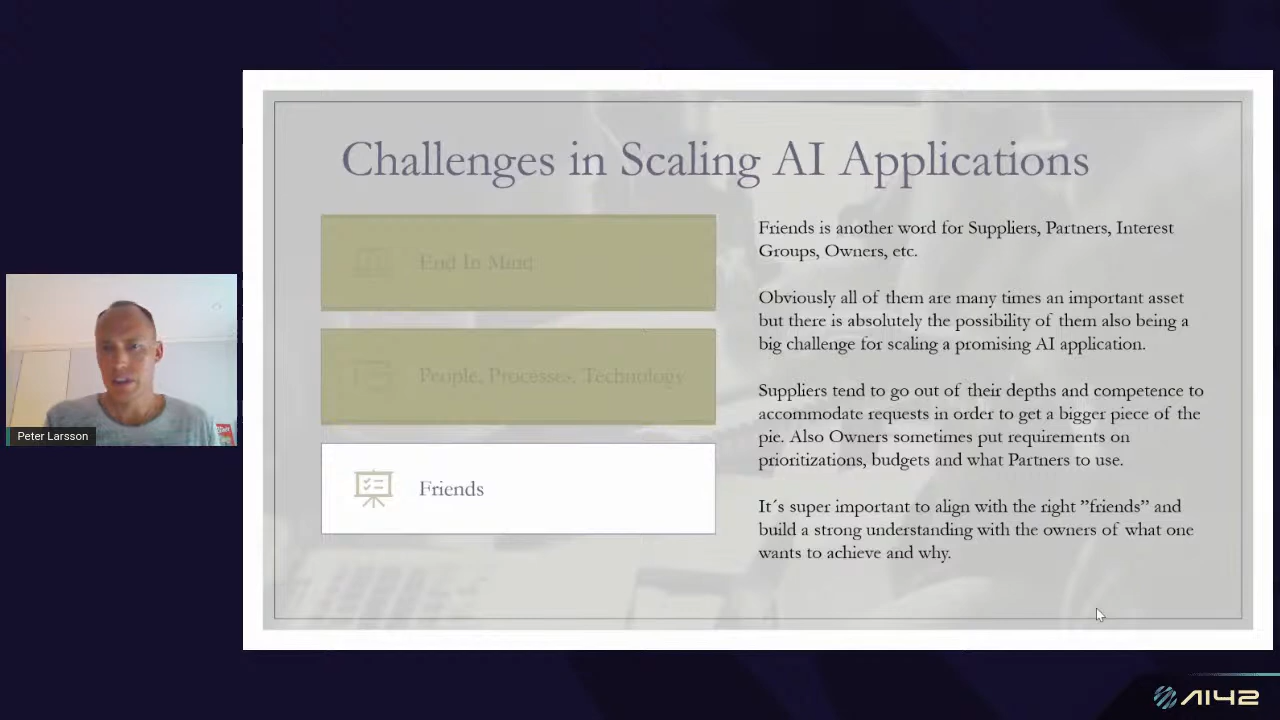 Challenges in Scaling AI Applications
End In Mind
People, Processes, Technology
Friends
Friends is another word for Suppliers, Partners, Interest
Groups, Owners, etc.
Obviously all of them are many times an important asset
but there is absolutely the possibility of them also being a
big challenge for scaling a promising AI application.
Suppliers tend to go out of their depths and competence to
accommodate requests in order to get a bigger piece of the
pie. Also Owners sometimes put requirements on
prioritizations, budgets and what Partners to use.
It´s super important to align with the right ”friends” and
build a strong understanding with the owners of what one
wants to achieve and why.
Peter Larsson
AI42